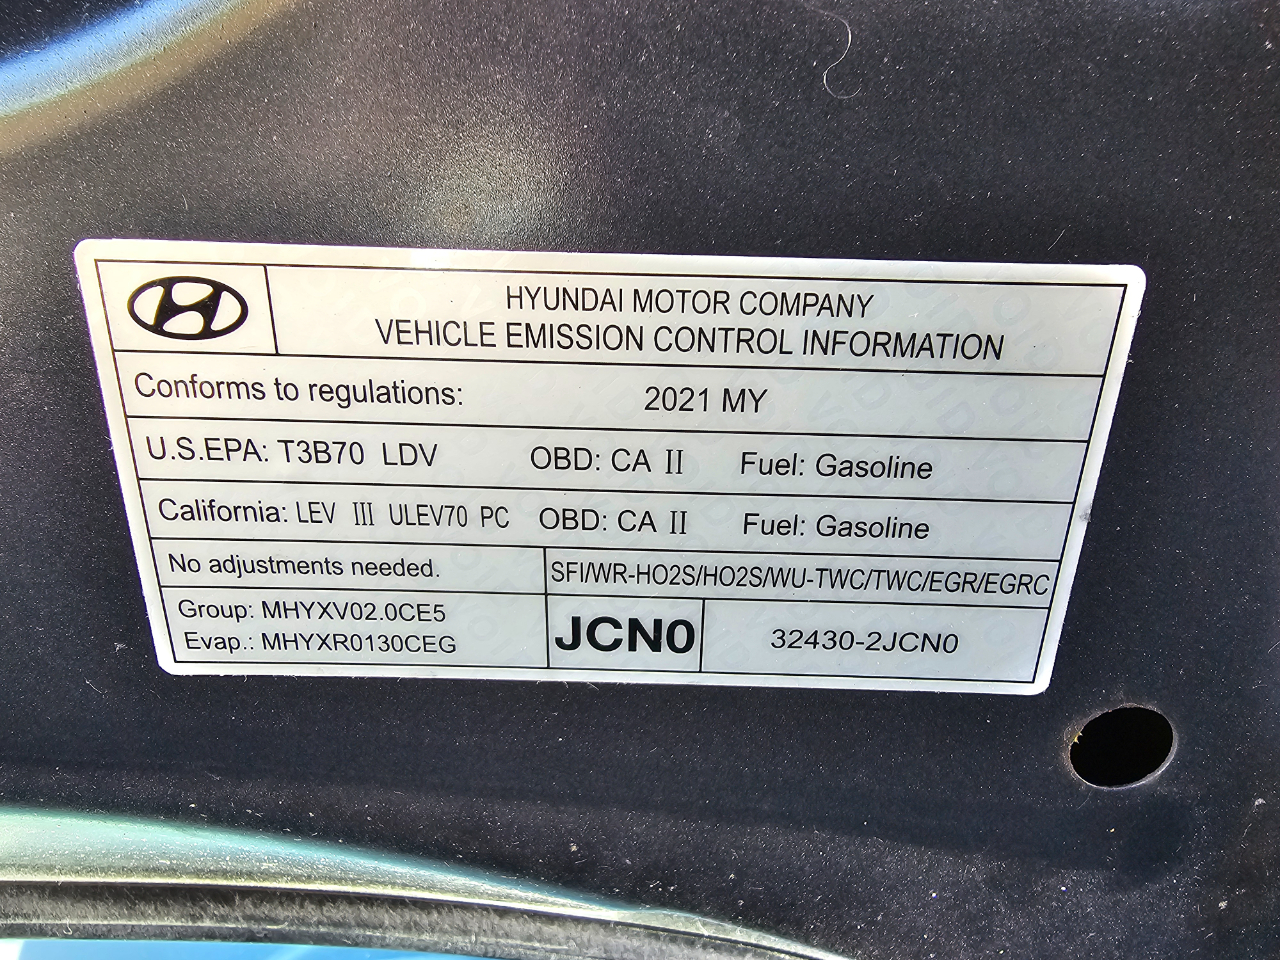 HYUNDAI MOTOR COMPANY
VEHICLE EMISSION CONTROL INFORMATION
Conforms to regulations: 2021 MY
U.S.EPA: T3B70 LDV OBD: CA II Fuel: Gasoline
California: LEV III ULEV70 PC OBD: CA II Fuel: Gasoline
No adjustments needed. SFI/WR-HO2S/HO2S/WU-TWC/TWC/EGR/EGRC
Group: MHYXV02.0CE5
Evap.: MHYXR0130CEG
JCN0 32430-2JCN0